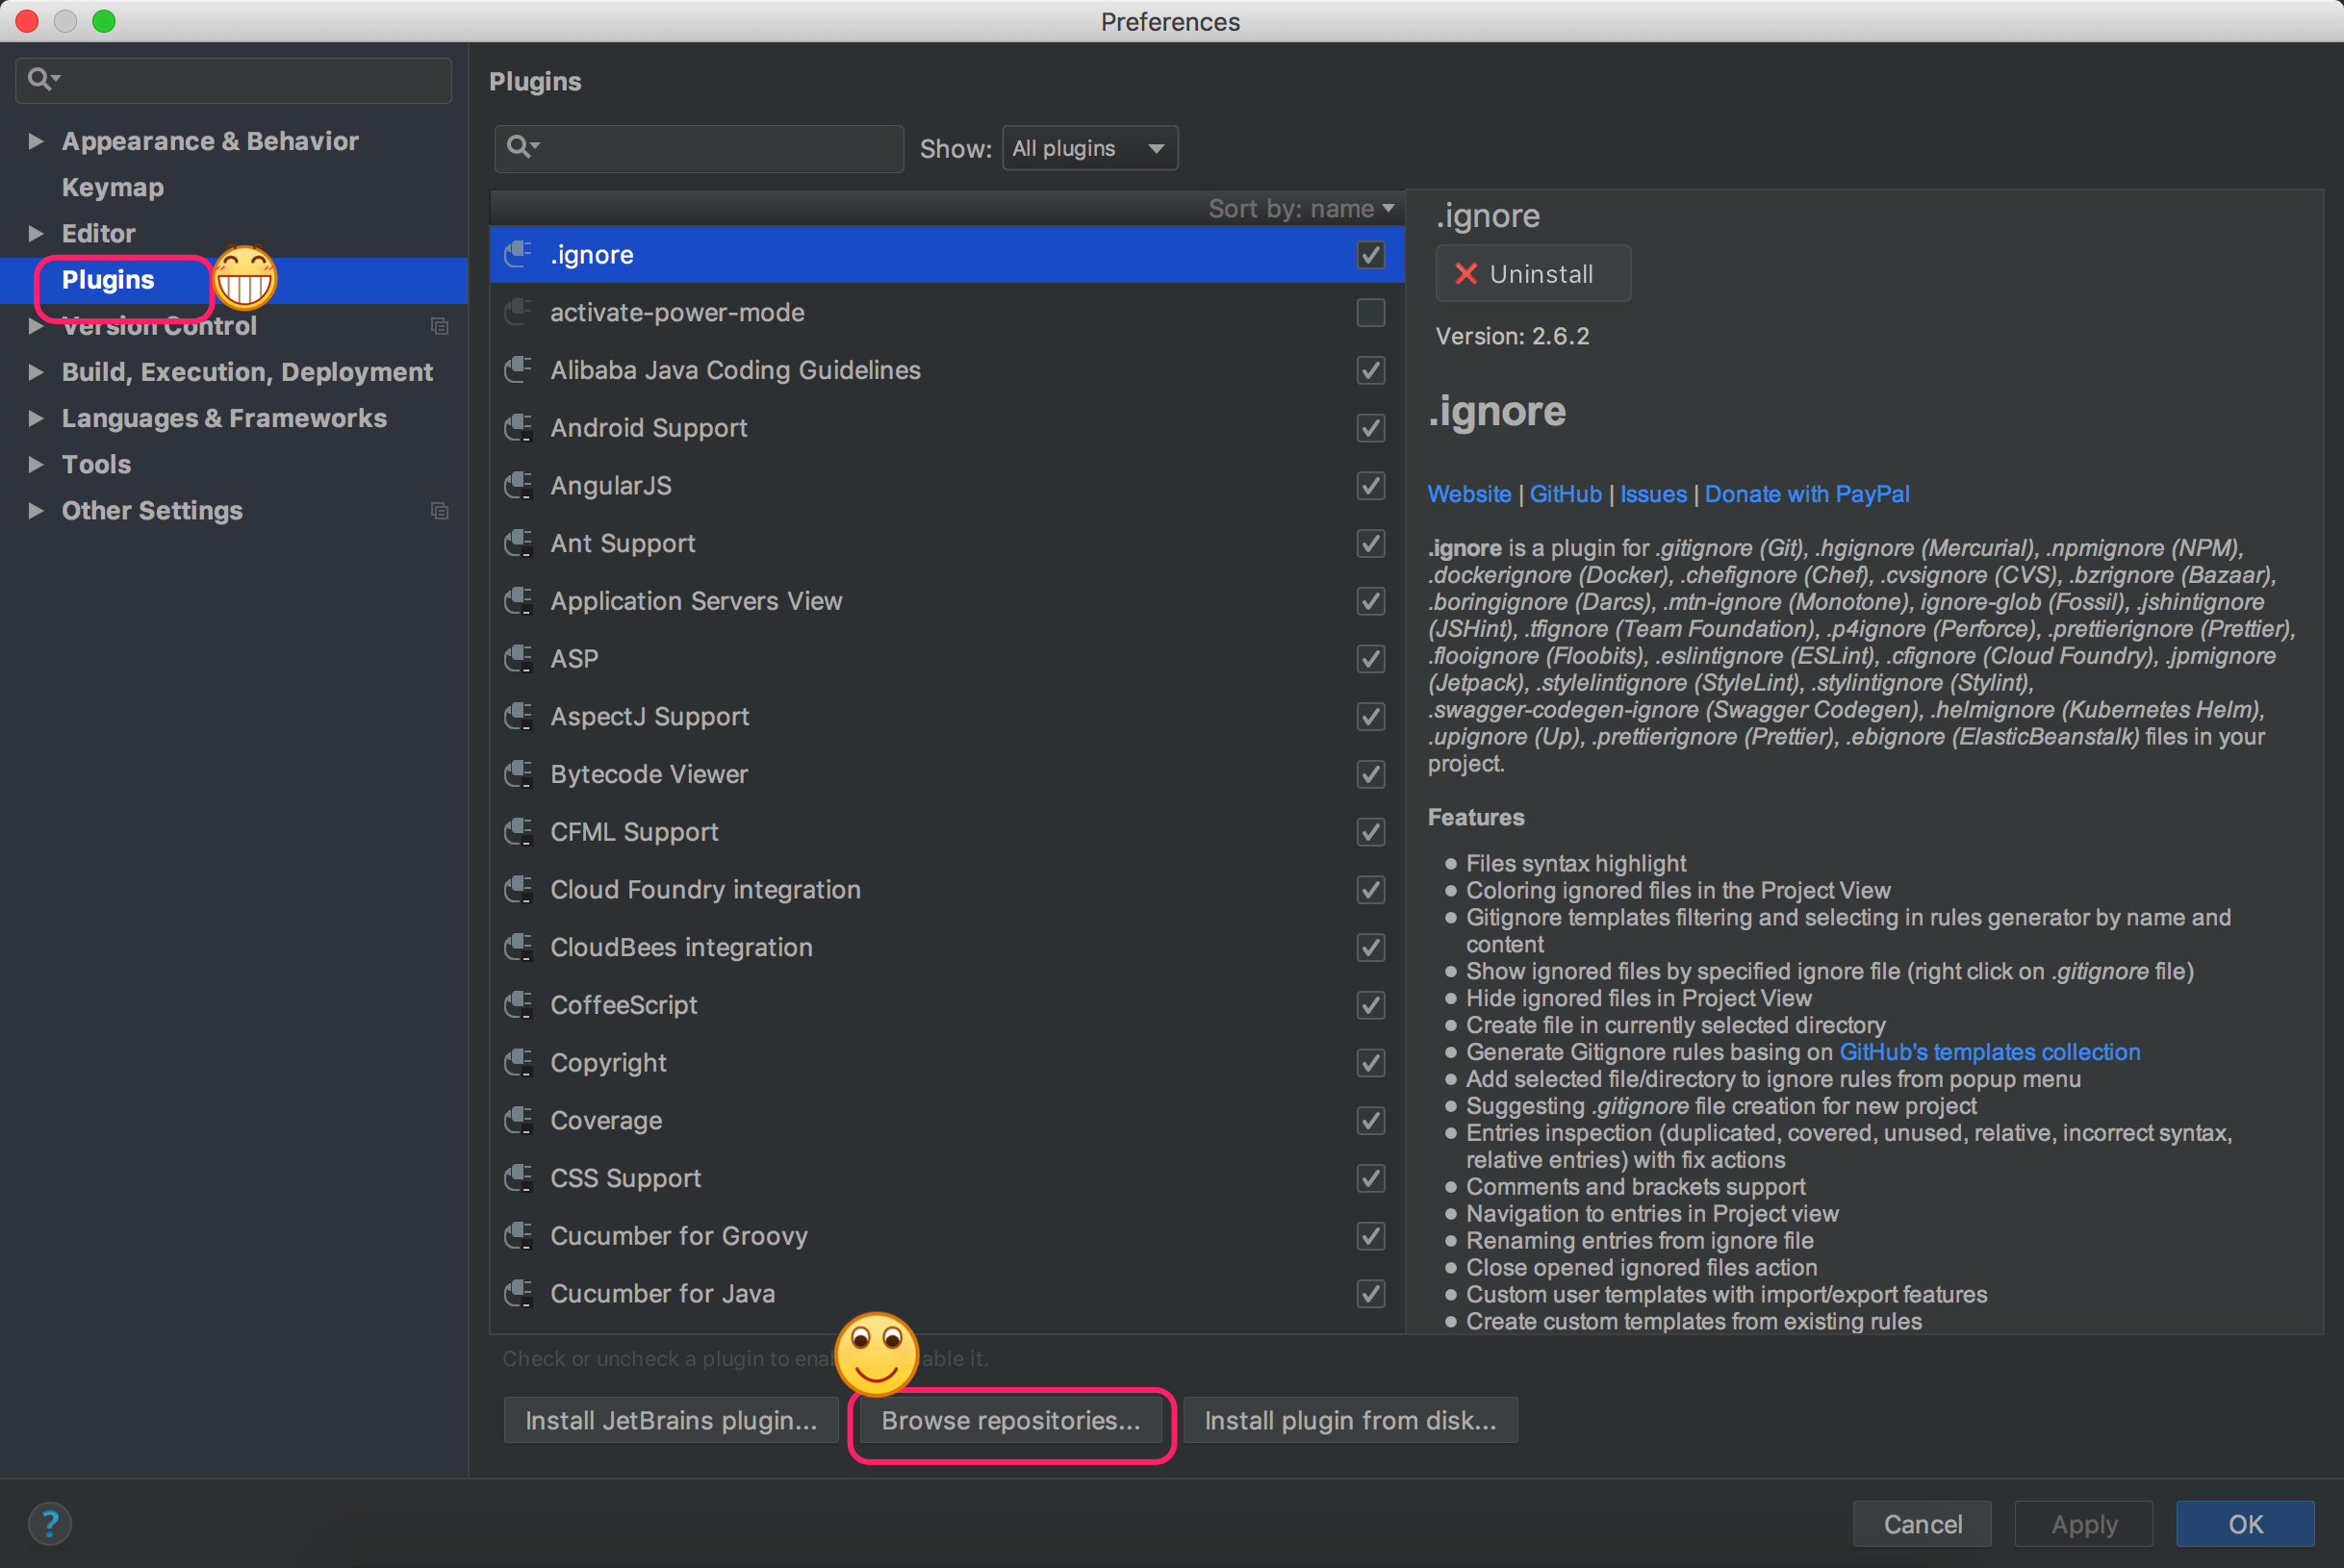 Preferences
Appearance & Behavior
Keymap
Editor
Plugins
Version Control
Build, Execution, Deployment
Languages & Frameworks
Tools
Other Settings
Plugins
Show: All plugins
Sort by: name
.ignore
activate-power-mode
Alibaba Java Coding Guidelines
Android Support
AngularJS
Ant Support
Application Servers View
ASP
AspectJ Support
Bytecode Viewer
CFML Support
Cloud Foundry integration
CloudBees integration
CoffeeScript
Copyright
Coverage
CSS Support
Cucumber for Groovy
Cucumber for Java
Check or uncheck a plugin to ena able it.
Install JetBrains plugin...
Browse repositories...
Install plugin from disk...
.ignore
Uninstall
Version: 2.6.2
.ignore
Website | GitHub | Issues | Donate with PayPal
.ignore is a plugin for .gitignore (Git), .hgignore (Mercurial), .npmignore (NPM),
.dockerignore (Docker), .chefignore (Chef), .cvsignore (CVS), .bzrignore (Bazaar),
.boringignore (Darcs), .mtn-ignore (Monotone), ignore-glob (Fossil), .jshintignore
(JSHint), .tfignore (Team Foundation), .p4ignore (Perforce), .prettierignore (Prettier),
.flooignore (Floobits), .eslintignore (ESLint), .cfignore (Cloud Foundry), .jpmignore
(Jetpack), .stylelintignore (StyleLint), .stylintignore (Stylint),
.swagger-codegen-ignore (Swagger Codegen), .helmignore (Kubernetes Helm),
.upignore (Up), .prettierignore (Prettier), .ebignore (ElasticBeanstalk) files in your
project.
Features
● Files syntax highlight
● Coloring ignored files in the Project View
● Gitignore templates filtering and selecting in rules generator by name and
content
● Show ignored files by specified ignore file (right click on .gitignore file)
● Hide ignored files in Project View
● Create file in currently selected directory
● Generate Gitignore rules basing on GitHub's templates collection
● Add selected file/directory to ignore rules from popup menu
● Suggesting .gitignore file creation for new project
● Entries inspection (duplicated, covered, unused, relative, incorrect syntax,
relative entries) with fix actions
● Comments and brackets support
● Navigation to entries in Project view
● Renaming entries from ignore file
● Close opened ignored files action
● Custom user templates with import/export features
● Create custom templates from existing rules
?
Cancel
Apply
OK